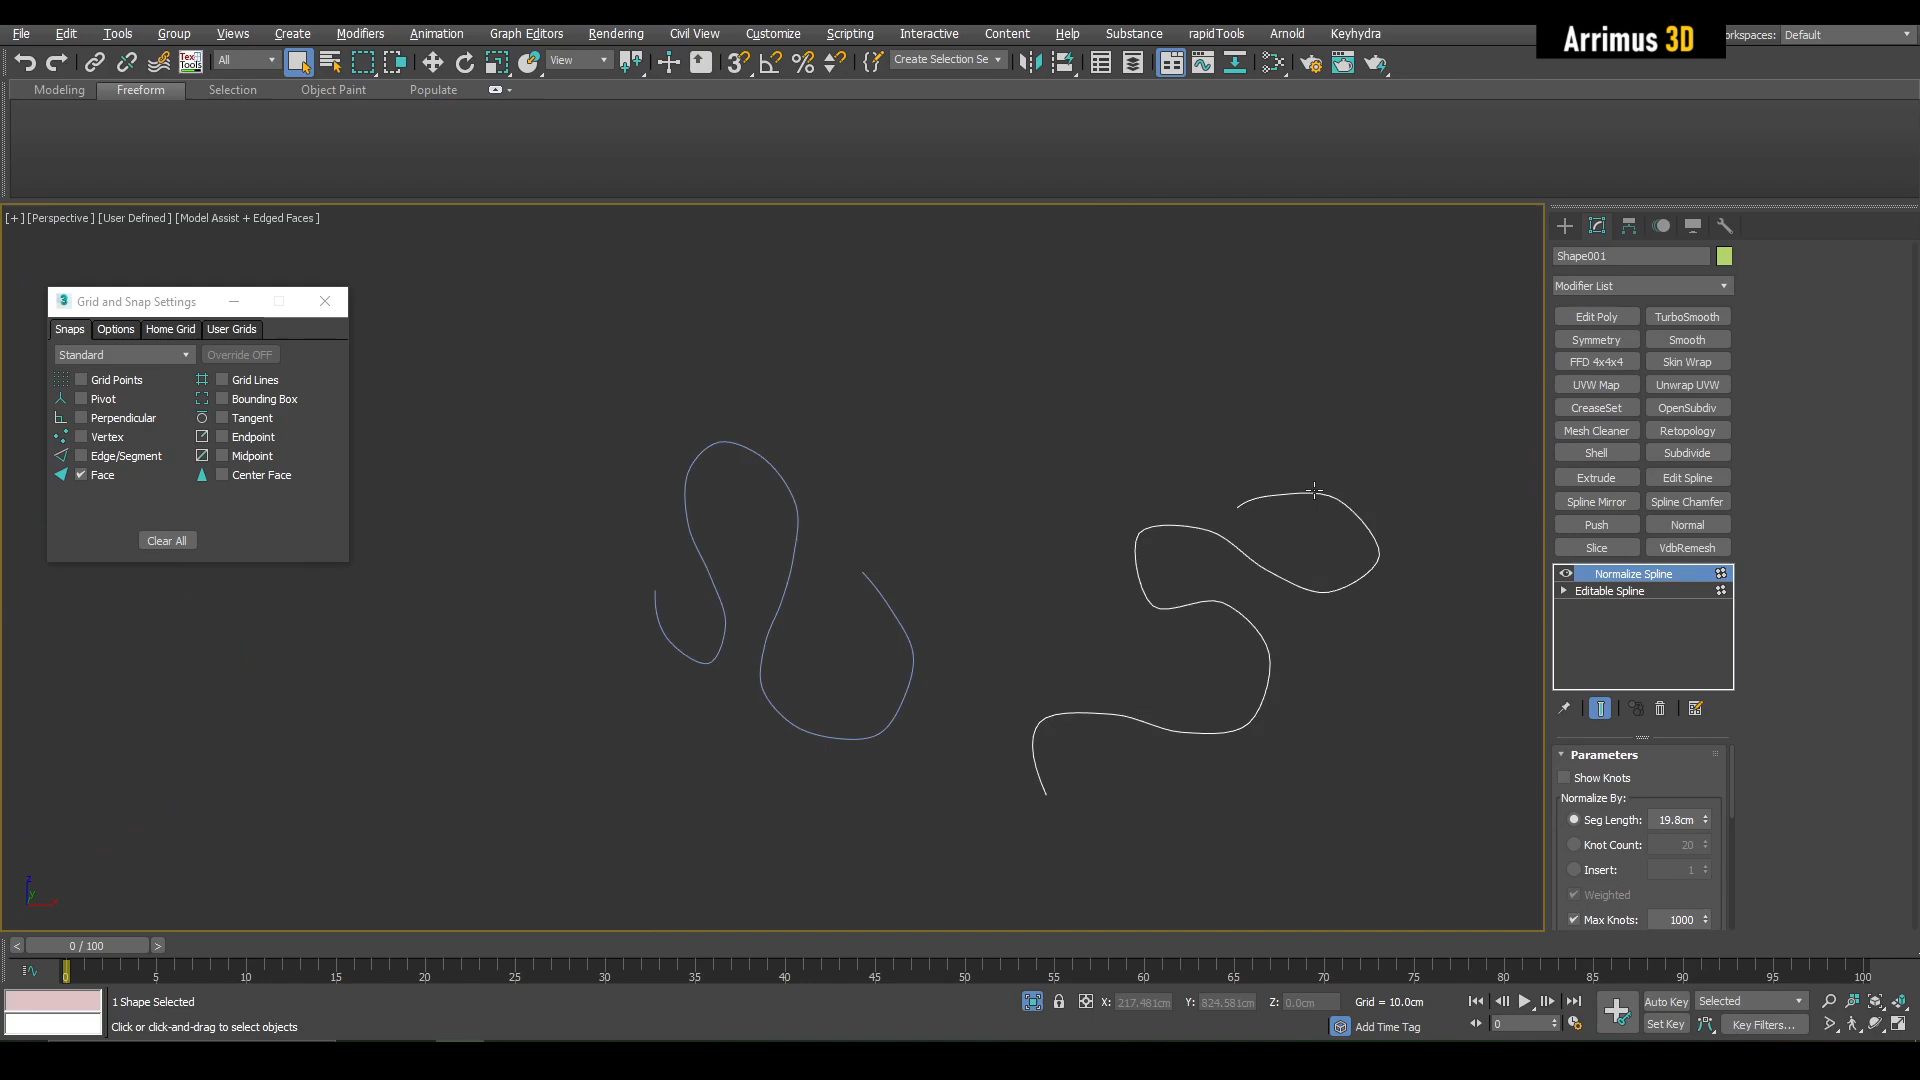 Arrimus 3D
File Edit Tools Group Views Create Modifiers Animation Graph Editors Rendering Civil View Customize Scripting Interactive Content Help Substance rapidTools Arnold Keyhydra
orkspaces: Default
TexTools All View 3 Create Selection Se
Modeling Freeform Selection Object Paint Populate
[+] [Perspective ] [User Defined ] [Model Assist + Edged Faces ]
Shape001
Modifier List
Edit Poly TurboSmooth
Symmetry Smooth
FFD 4x4x4 Skin Wrap
UVW Map Unwrap UVW
CreaseSet OpenSubdiv
Mesh Cleaner Retopology
Shell Subdivide
Extrude Edit Spline
Spline Mirror Spline Chamfer
Push Normal
Slice VdbRemesh
Normalize Spline
Editable Spline
Parameters
Show Knots
Normalize By:
Seg Length: 19.8cm
Knot Count: 20
Insert: 1
Weighted
Max Knots: 1000
3 Grid and Snap Settings
Snaps Options Home Grid User Grids
Standard Override OFF
Grid Points Grid Lines
Pivot Bounding Box
Perpendicular Tangent
Vertex Endpoint
Edge/Segment Midpoint
Face Center Face
Clear All
z
y
x
< 0 / 100 >
0 5 10 15 20 25 30 35 40 45 50 55 60 65 70 75 80 85 90 95 100
1 Shape Selected X: 217.481cm Y: 824.581cm Z: 0.0cm Grid = 10.0cm Auto Key Selected
Click or click-and-drag to select objects Add Time Tag 0 Set Key Key Filters...